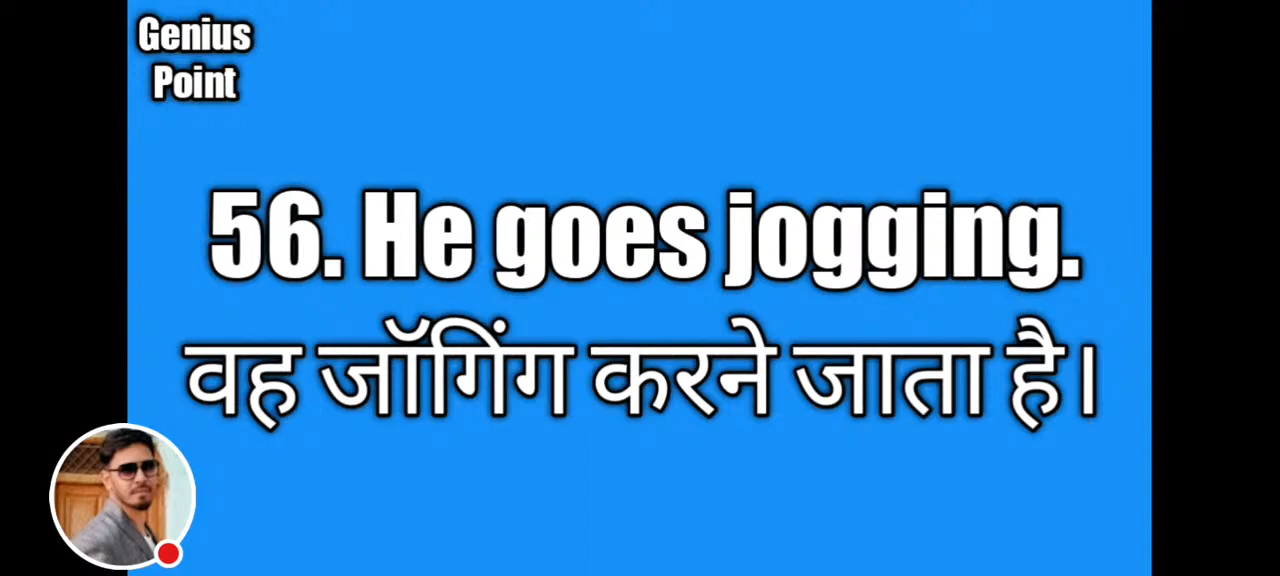 Genius
Point
56. He goes jogging.
वह जॉगिंग करने जाता है।